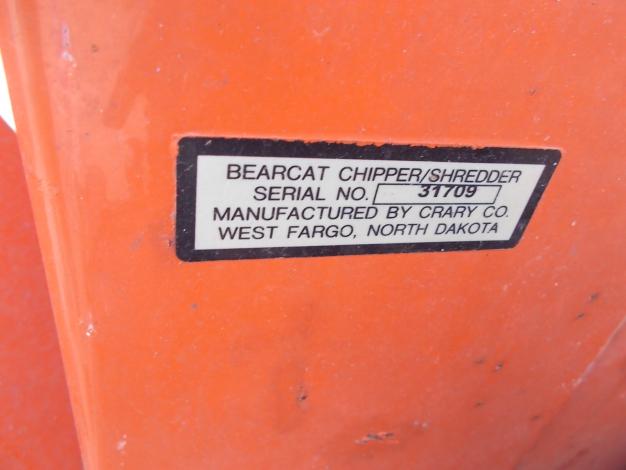 BEARCAT CHIPPER/SHREDDER
SERIAL NO. 31709
MANUFACTURED BY CRARY CO.
WEST FARGO, NORTH DAKOTA